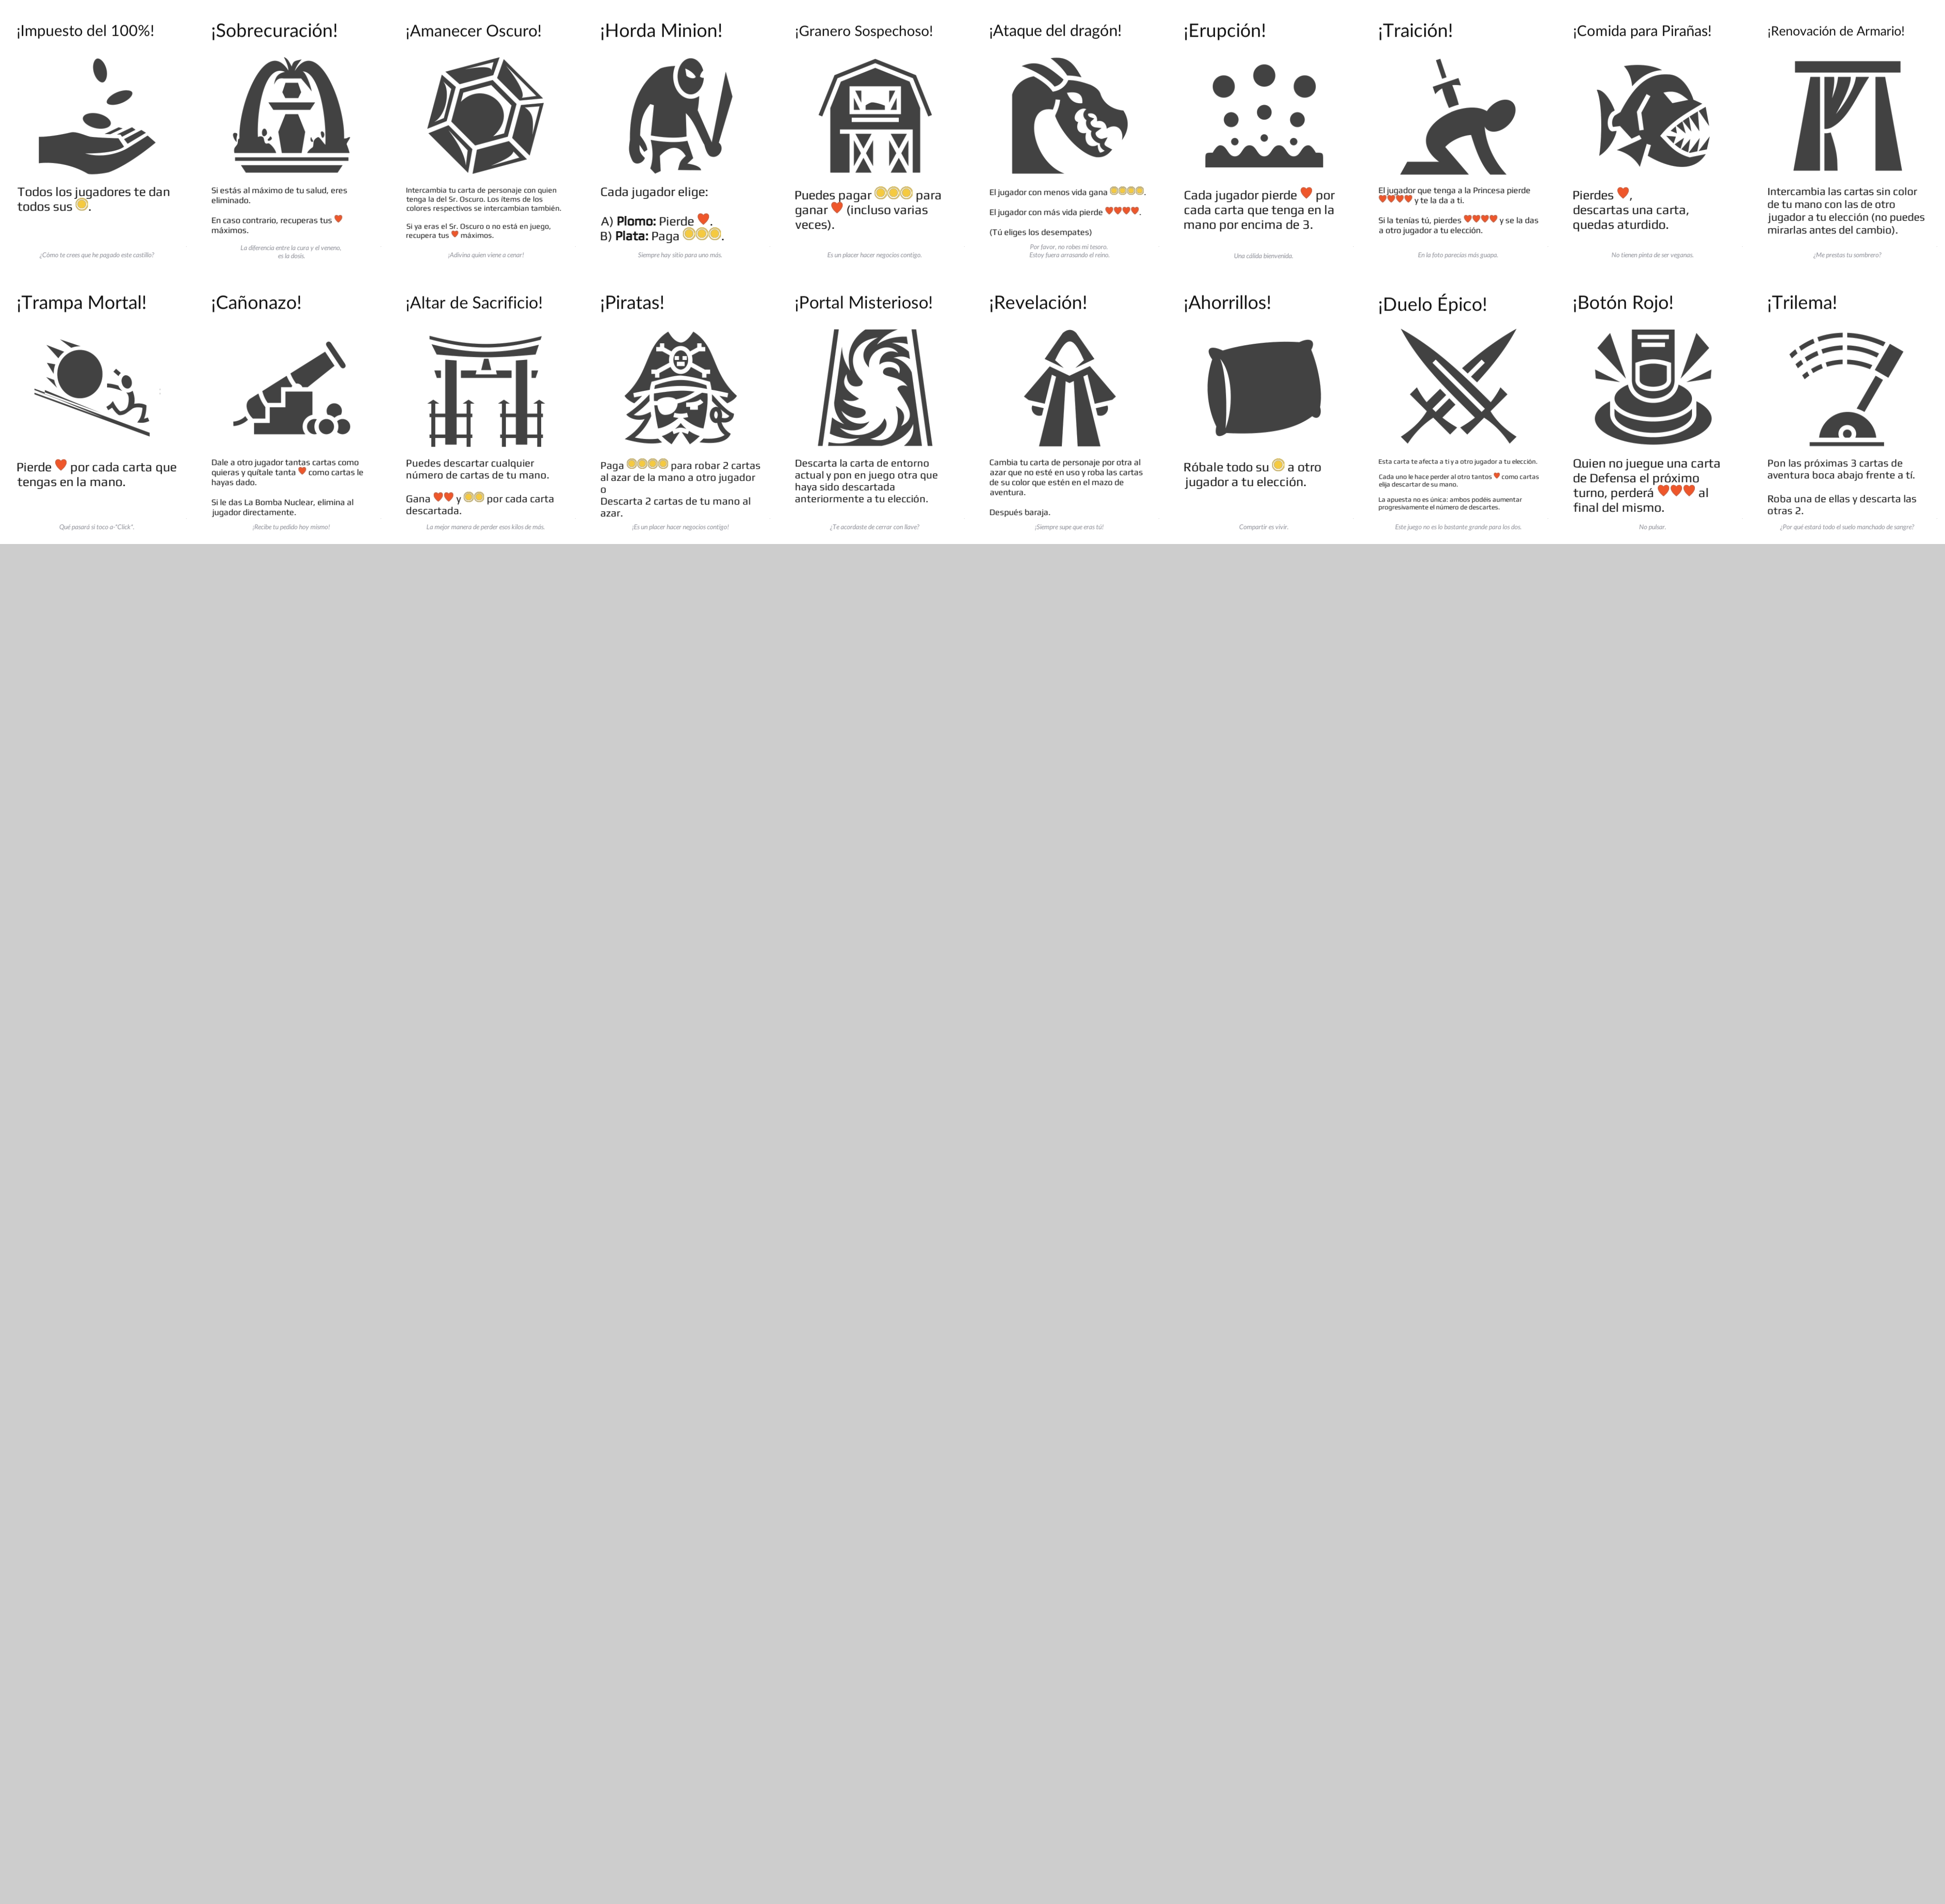 ¡Impuesto del 100%!
Todos los jugadores te dan
todos sus .
¿Cómo te crees que he pagado este castillo?
¡Sobrecuración!
Si estás al máximo de tu salud, eres
eliminado.
En caso contrario, recuperas tus
máximos.
La diferencia entre la cura y el veneno,
es la dosis.
¡Amanecer Oscuro!
Intercambia tu carta de personaje con quien
tenga la del Sr. Oscuro. Los ítems de los
colores respectivos se intercambian también.
Si ya eras el Sr. Oscuro o no está en juego,
recupera tus máximos.
¡Adivina quien viene a cenar!
¡Horda Minion!
Cada jugador elige:
A) Plomo: Pierde .
B) Plata: Paga .
Siempre hay sitio para uno más.
¡Granero Sospechoso!
Puedes pagar para
ganar (incluso varias
veces).
Es un placer hacer negocios contigo.
¡Ataque del dragón!
El jugador con menos vida gana .
El jugador con más vida pierde .
(Tú eliges los desempates)
Por favor, no robes mi tesoro.
Estoy fuera arrasando el reino.
¡Erupción!
Cada jugador pierde por
cada carta que tenga en la
mano por encima de 3.
Una cálida bienvenida.
¡Traición!
El jugador que tenga a la Princesa pierde
y te la da a ti.
Si la tenías tú, pierdes y se la das
a otro jugador a tu elección.
En la foto parecías más guapa.
¡Comida para Pirañas!
Pierdes ,
descartas una carta,
quedas aturdido.
No tienen pinta de ser veganas.
¡Renovación de Armario!
Intercambia las cartas sin color
de tu mano con las de otro
jugador a tu elección (no puedes
mirarlas antes del cambio).
¿Me prestas tu sombrero?
¡Trampa Mortal!
Pierde por cada carta que
tengas en la mano.
Qué pasará si toco a-"Click".
¡Cañonazo!
Dale a otro jugador tantas cartas como
quieras y quítale tanta como cartas le
hayas dado.
Si le das La Bomba Nuclear, elimina al
jugador directamente.
¡Recibe tu pedido hoy mismo!
¡Altar de Sacrificio!
Puedes descartar cualquier
número de cartas de tu mano.
Gana y por cada carta
descartada.
La mejor manera de perder esos kilos de más.
¡Piratas!
Paga para robar 2 cartas
al azar de la mano a otro jugador
o
Descarta 2 cartas de tu mano al
azar.
¡Es un placer hacer negocios contigo!
¡Portal Misterioso!
Descarta la carta de entorno
actual y pon en juego otra que
haya sido descartada
anteriormente a tu elección.
¿Te acordaste de cerrar con llave?
¡Revelación!
Cambia tu carta de personaje por otra al
azar que no esté en uso y roba las cartas
de su color que estén en el mazo de
aventura.
Después baraja.
¡Siempre supe que eras tú!
¡Ahorrillos!
Róbale todo su a otro
jugador a tu elección.
Compartir es vivir.
¡Duelo Épico!
Esta carta te afecta a ti y a otro jugador a tu elección.
Cada uno le hace perder al otro tantos como cartas
elija descartar de su mano.
La apuesta no es única: ambos podéis aumentar
progresivamente el número de descartes.
Este juego no es lo bastante grande para los dos.
¡Botón Rojo!
Quien no juegue una carta
de Defensa el próximo
turno, perderá al
final del mismo.
No pulsar.
¡Trilema!
Pon las próximas 3 cartas de
aventura boca abajo frente a tí.
Roba una de ellas y descarta las
otras 2.
¿Por qué estará todo el suelo manchado de sangre?